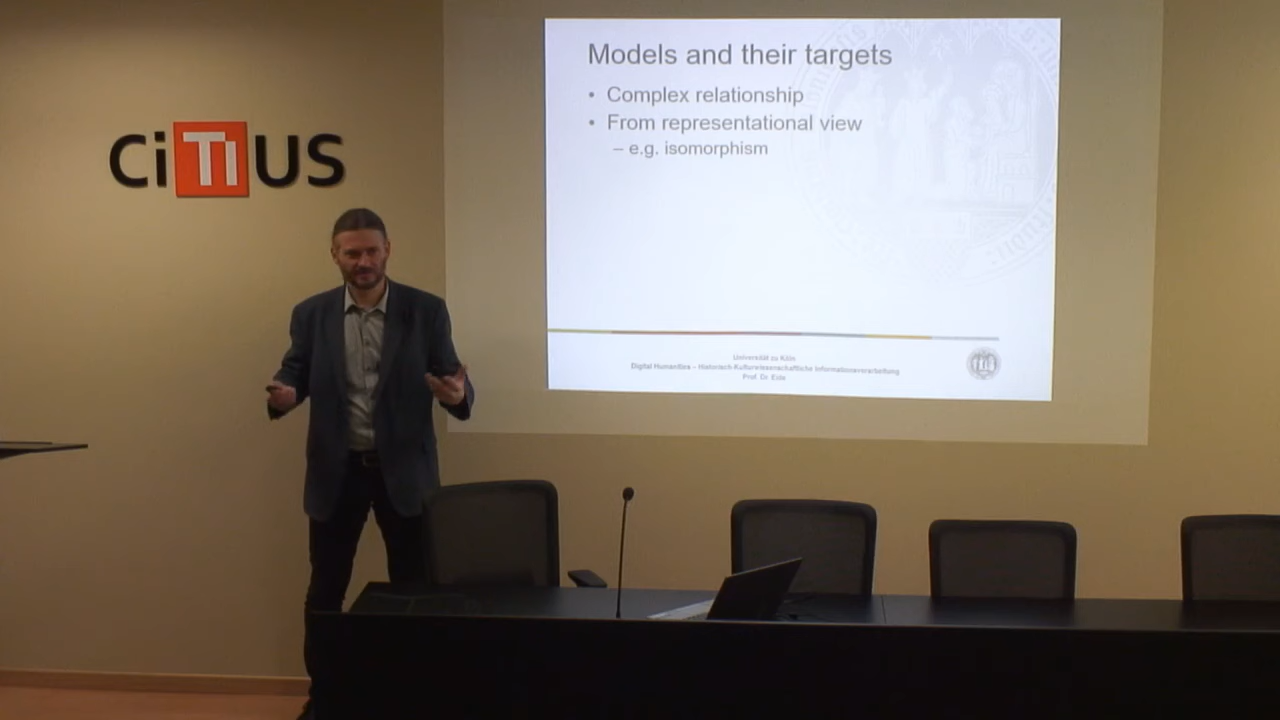 CiTIUS
Models and their targets
• Complex relationship
• From representational view
– e.g. isomorphism
Universität zu Köln
Digital Humanities – Historisch-Kulturwissenschaftliche Informationsverarbeitung
Prof. Dr. Eide